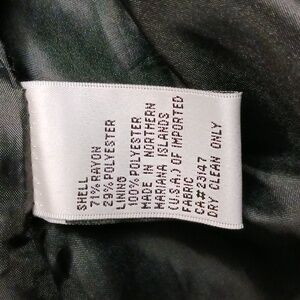 SHELL
71% RAYON
29% POLYESTER
LINING
100% POLYESTER
MADE IN NORTHERN
MARIANA ISLANDS
(U.S.A.) OF IMPORTED
FABRIC
CA#23147
DRY CLEAN ONLY